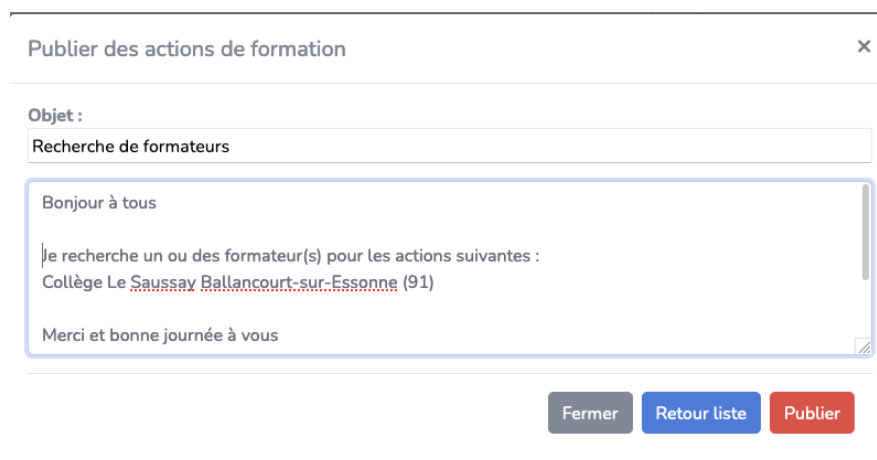 Publier des actions de formation
×
Objet :
Recherche de formateurs
Bonjour à tous
Je recherche un ou des formateur(s) pour les actions suivantes :
Collège Le Saussay Ballancourt-sur-Essonne (91)
Merci et bonne journée à vous
Fermer
Retour liste
Publier